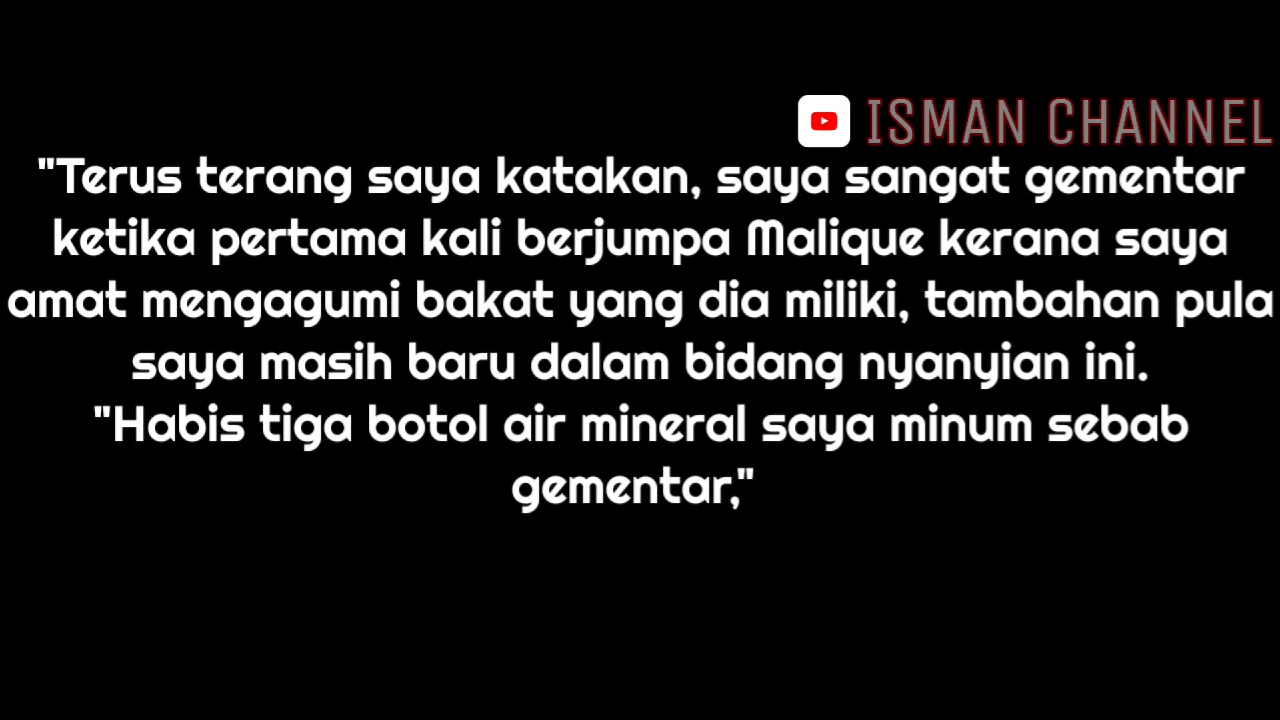 ISMAN CHANNEL
"Terus terang saya katakan, saya sangat gementar
ketika pertama kali berjumpa Malique kerana saya
amat mengagumi bakat yang dia miliki, tambahan pula
saya masih baru dalam bidang nyanyian ini.
"Habis tiga botol air mineral saya minum sebab
gementar,"